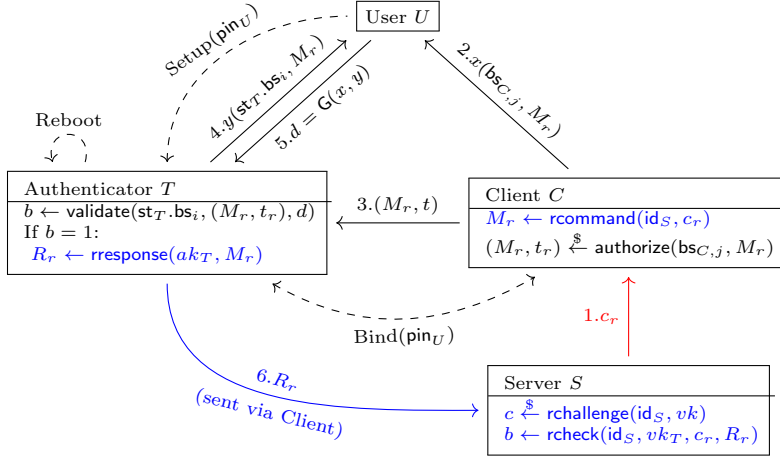 User U
Setup(pin_U)
4.y(st_T.bs_i, M_r)
5.d = G(x, y)
2.x(bs_{C,j}, M_r)
Reboot
Authenticator T
b ← validate(st_T.bs_i, (M_r, t_r), d)
If b = 1:
R_r ← rresponse(ak_T, M_r)
3.(M_r, t)
Client C
M_r ← rcommand(id_S, c_r)
(M_r, t_r) ←$ authorize(bs_{C,j}, M_r)
Bind(pin_U)
1.c_r
6.R_r
(sent via Client)
Server S
c ←$ rchallenge(id_S, vk)
b ← rcheck(id_S, vk_T, c_r, R_r)